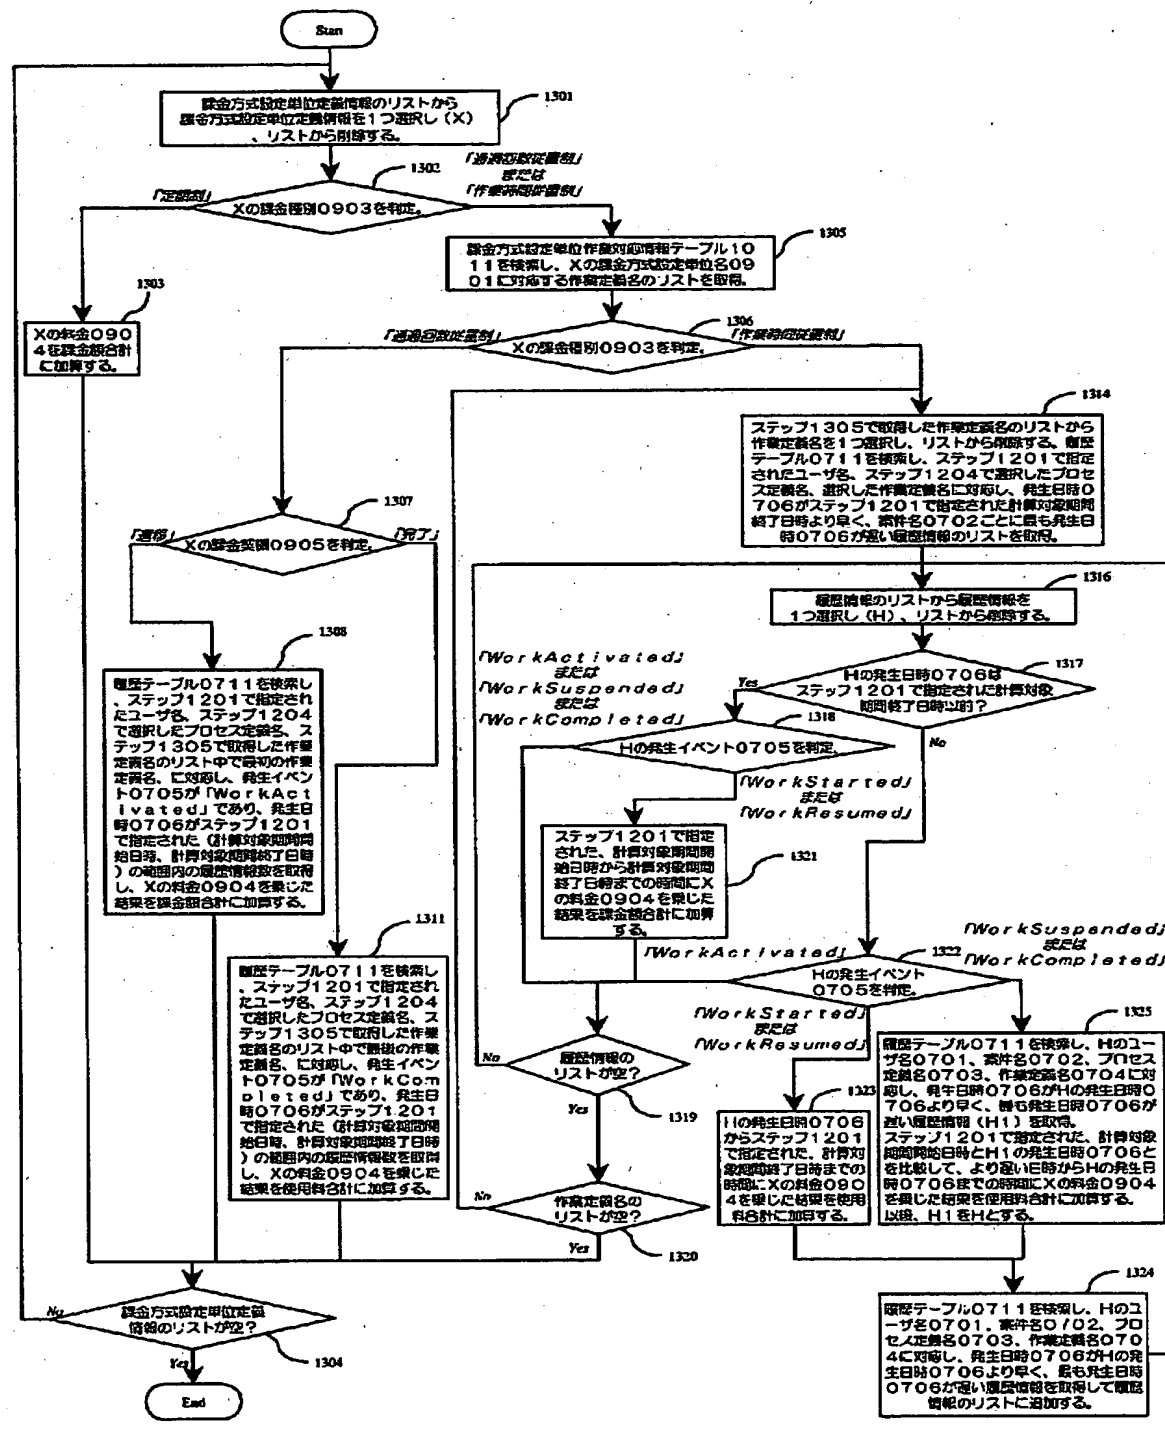 Start
1301
課金方式設定単位定義情報のリストから
課金方式設定単位定義情報を1つ選択し(X)
、リストから削除する。
1302
「通過回数従量制」
または
「作業時間従量制」
「定額制」
Xの課金種別0903を判定。
1305
課金方式設定単位作業対応情報テーブル10
11を検索し、Xの課金方式設定単位名09
01に対応する作業定義名のリストを取得。
1303
Xの料金090
4を課金額合計
に加算する。
1306
「通過回数従量制」
「作業時間従量制」
Xの課金種別0903を判定。
1314
ステップ1305で取得した作業定義名のリストから
作業定義名を1つ選択し、リストから削除する。履歴
テーブル0711を検索し、ステップ1201で指定
されたユーザ名、ステップ1204で選択したプロセ
ス定義名、選択した作業定義名に対応し、発生日時0
706がステップ1201で指定された計算対象期間
終了日時より早く、案件名0702ごとに最も発生日
時0706が遅い履歴情報のリストを取得。
1307
「遷移」
「完了」
Xの課金契機0905を判定。
1316
履歴情報のリストから履歴情報を
1つ選択し(H)、リストから削除する。
1308
履歴テーブル0711を検索し
、ステップ1201で指定され
たユーザ名、ステップ1204
で選択したプロセス定義名、ス
テップ1305で取得した作業
定義名のリスト中で最初の作業
定義名、に対応し、発生イベン
ト0705が「WorkAct
ivated」であり、発生日
時0706がステップ1201
で指定された(計算対象期間開
始日時、計算対象期間終了日時
)の範囲内の履歴情報数を取得
し、Xの料金0904を乗じた
結果を課金額合計に加算する。
「WorkActivated」
または
「WorkSuspended」
または
「WorkCompleted」
1317
Yes
Hの発生日時0706は
ステップ1201で指定された計算対象
期間終了日時以前?
No
1318
Hの発生イベント0705を判定。
「WorkStarted」
または
「WorkResumed」
1321
ステップ1201で指定
された、計算対象期間開
始日時から計算対象期間
終了日時までの時間にX
の料金0904を乗じた
結果を課金額合計に加算
する。
1311
履歴テーブル0711を検索し
、ステップ1201で指定され
たユーザ名、ステップ1204
で選択したプロセス定義名、ス
テップ1305で取得した作業
定義名のリスト中で最後の作業
定義名、に対応し、発生イベン
ト0705が「WorkCom
pleted」であり、発生日
時0706がステップ1201
で指定された(計算対象期間開
始日時、計算対象期間終了日時
)の範囲内の履歴情報数を取得
し、Xの料金0904を乗じた
結果を使用料合計に加算する。
「WorkActivated」
1322
「WorkSuspended」
または
「WorkCompleted」
Hの発生イベント
0705を判定。
「WorkStarted」
または
「WorkResumed」
No
履歴情報の
リストが空?
Yes
1319
1323
Hの発生日時0706
からステップ1201
で指定された、計算対
象期間終了日時までの
時間にXの料金090
4を乗じた結果を使用
料合計に加算する。
1325
履歴テーブル0711を検索し、Hのユー
ザ名0701、案件名0702、プロセス
定義名0703、作業定義名0704に対
応し、発生日時0706がHの発生日時0
706より早く、最も発生日時0706が
遅い履歴情報(H1)を取得。
ステップ1201で指定された、計算対象
期間開始日時とH1の発生日時0706と
を比較して、より遅い日時からHの発生日
時0706までの時間にXの料金0904
を乗じた結果を使用料合計に加算する。
以後、H1をHとする。
No
作業定義名の
リストが空?
Yes
1320
1324
履歴テーブル0711を検索し、Hのユ
ーザ名0701、案件名0702、プロ
セス定義名0703、作業定義名070
4に対応し、発生日時0706がHの発
生日時0706より早く、最も発生日時
0706が遅い履歴情報を取得して履歴
情報のリストに追加する。
No
課金方式設定単位定義
情報のリストが空?
1304
Yes
End